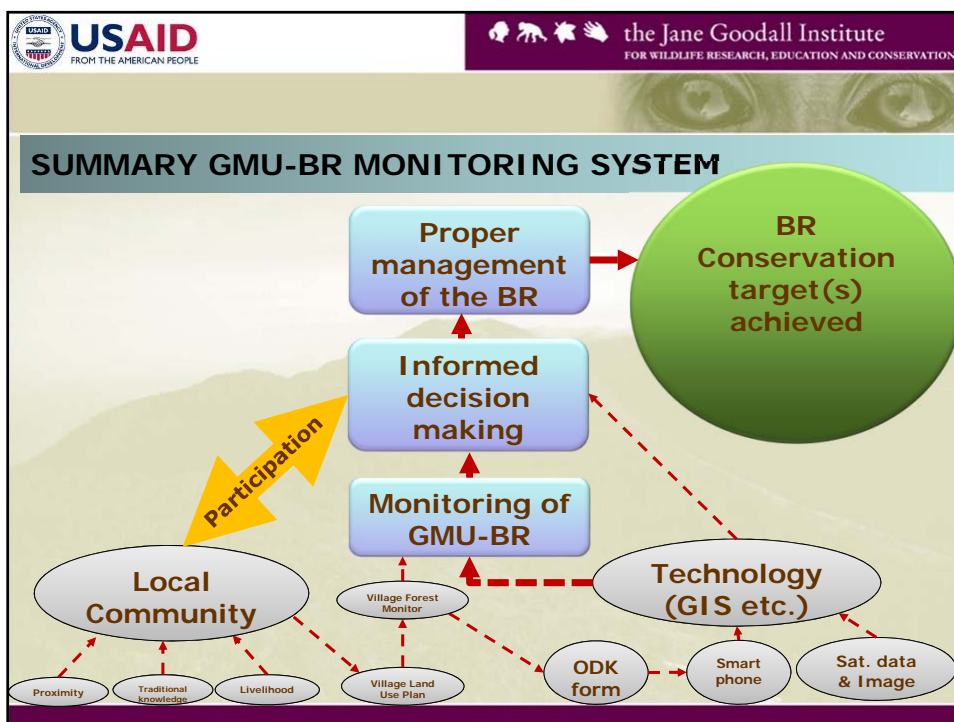 USAID
FROM THE AMERICAN PEOPLE
the Jane Goodall Institute
FOR WILDLIFE RESEARCH, EDUCATION AND CONSERVATION
SUMMARY GMU-BR MONITORING SYSTEM
Proper
management
of the BR
BR
Conservation
target(s)
achieved
Informed
decision
making
Participation
Monitoring of
GMU-BR
Local
Community
Village Forest
Monitor
Technology
(GIS etc.)
Proximity
Traditional
knowledge
Livelihood
Village Land
Use Plan
ODK
form
Smart
phone
Sat. data
& Image